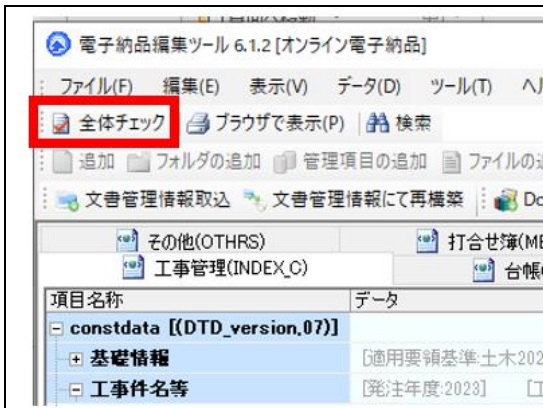 電子納品編集ツール 6.1.2 [オンライン電子納品]
ファイル(F) 編集(E) 表示(V) データ(D) ツール(T)
全体チェック ブラウザで表示(P) 検索
追加 フォルダの追加 管理項目の追加 ファイルの
文書管理情報取込 文書管理情報にて再構築 Do
その他(OTHRS) 打合せ簿(ME
工事管理(INDEX_C) 台帳
項目名称 データ
constdata [(DTD_version,07)]
基礎情報 [適用要領基準:土木202
工事件名等 [発注年度:2023]